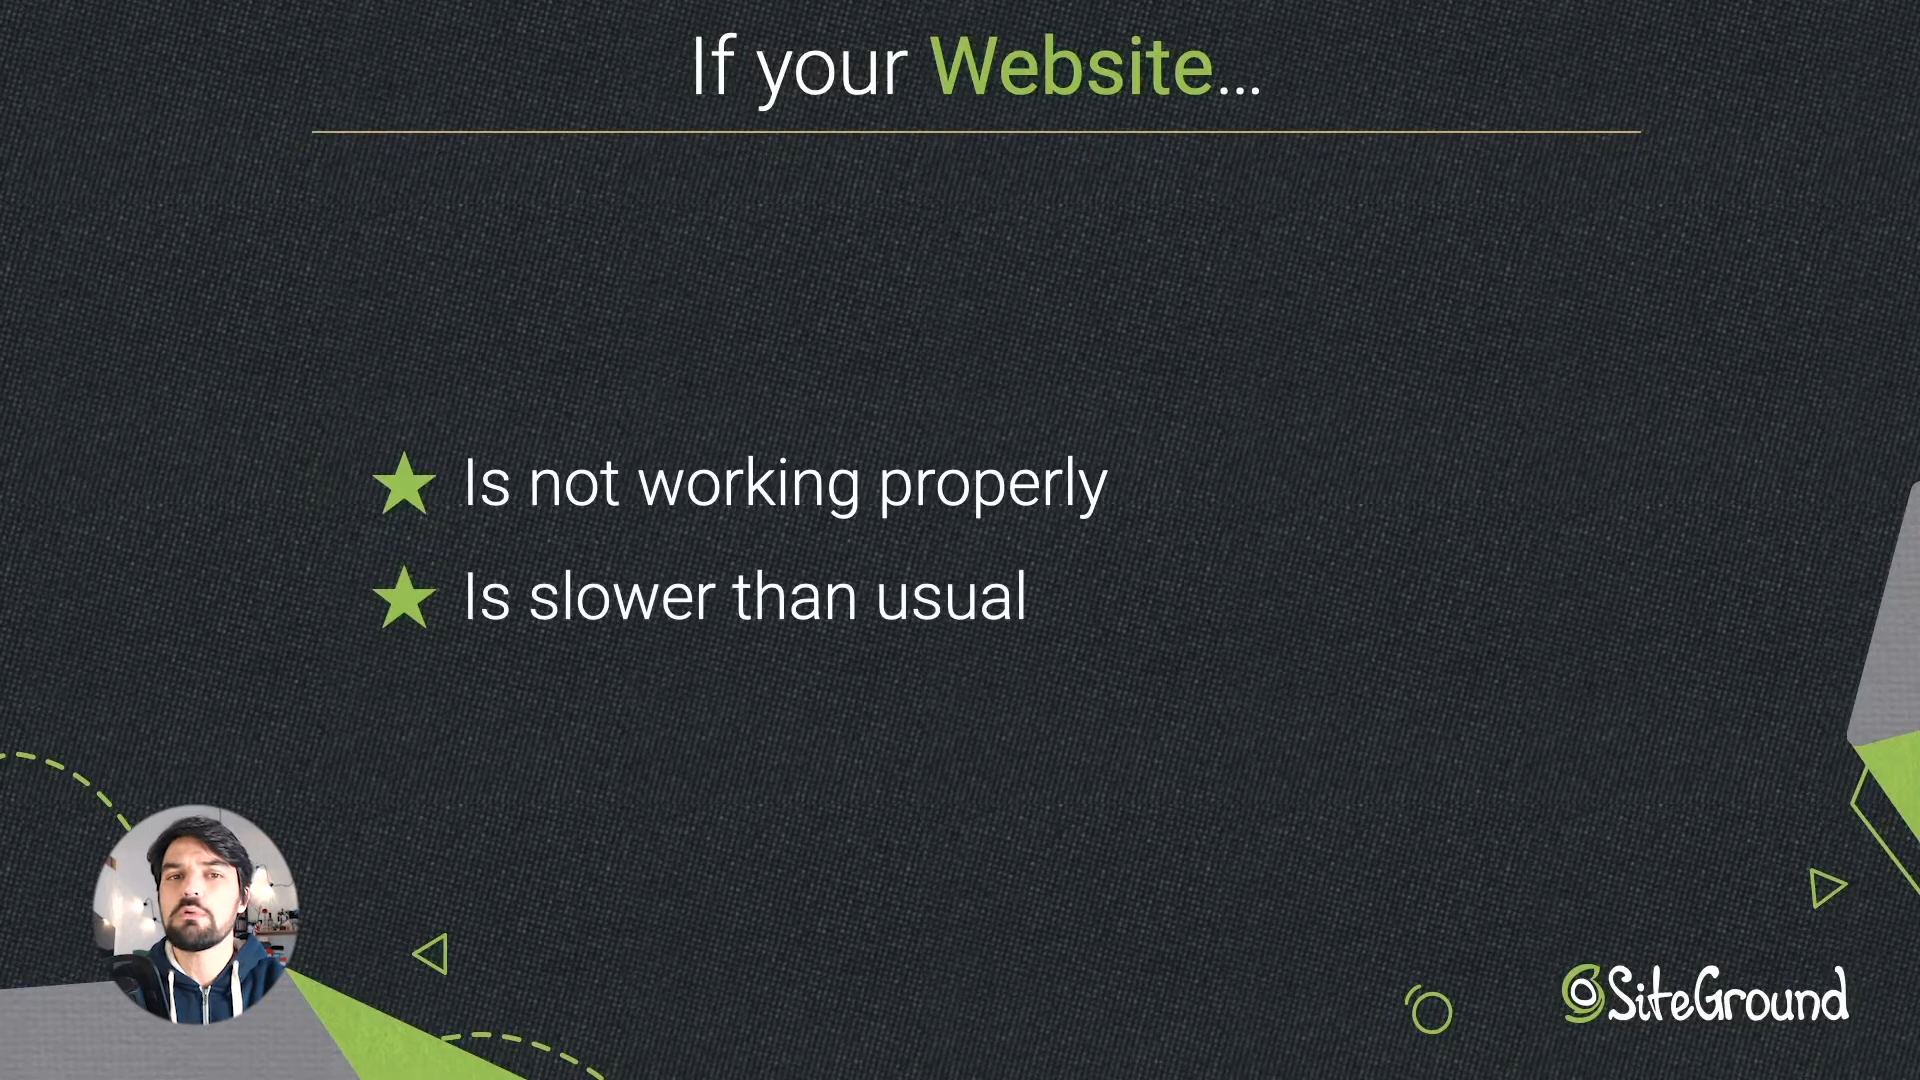 If your Website...
Is not working properly
Is slower than usual
SiteGround